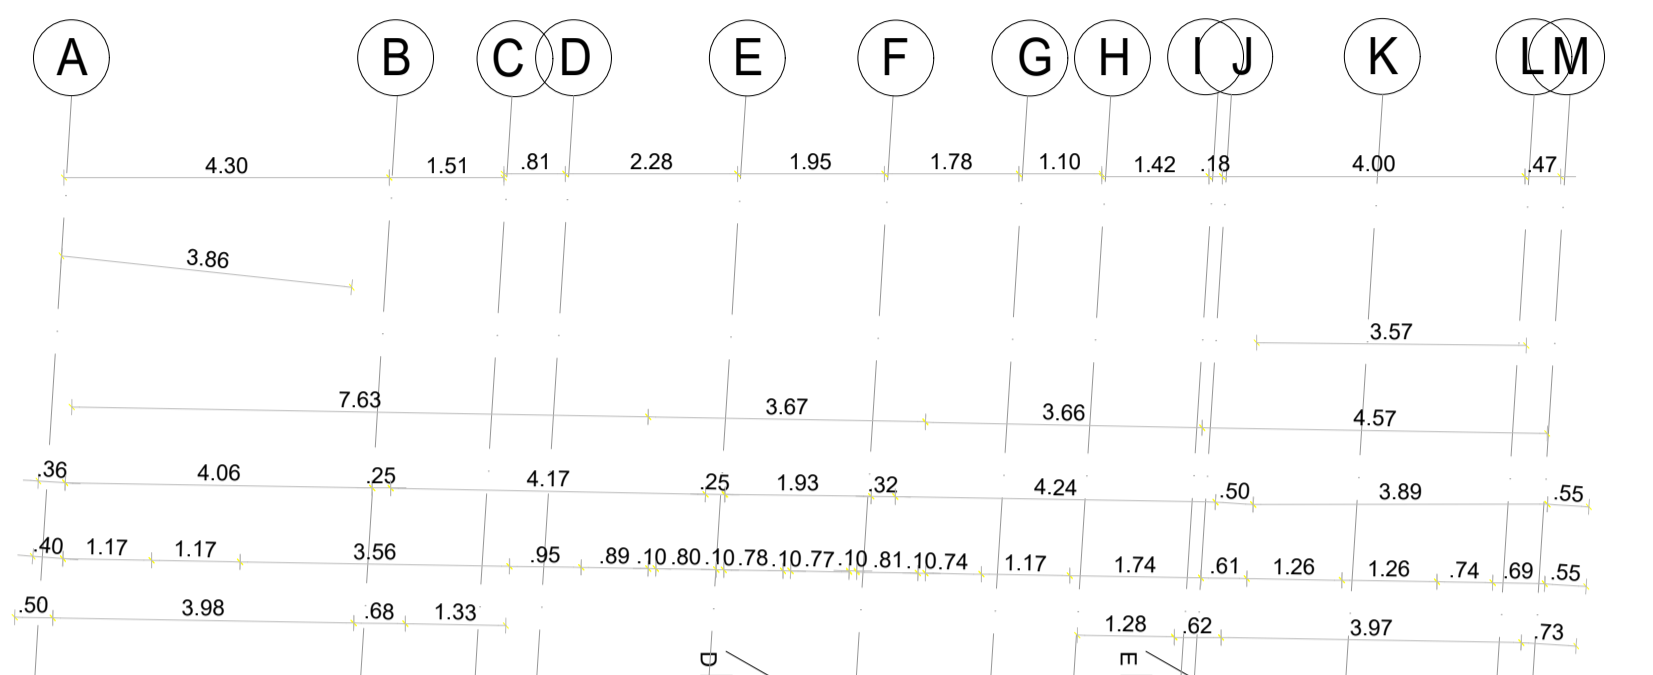 A B C D E F G H I J K L M
4.30 1.51 .81 2.28 1.95 1.78 1.10 1.42 .18 4.00 .47
3.86
3.57
7.63 3.67 3.66 4.57
.36 4.06 .25 4.17 .25 1.93 .32 4.24 .50 3.89 .55
.40 1.17 1.17 3.56 .95 .89 .10 .80 .10 .78 .10 .77 .10 .81 .10 .74 1.17 1.74 .61 1.26 1.26 .74 .69 .55
.50 3.98 .68 1.33 1.28 .62 3.97 .73
D E